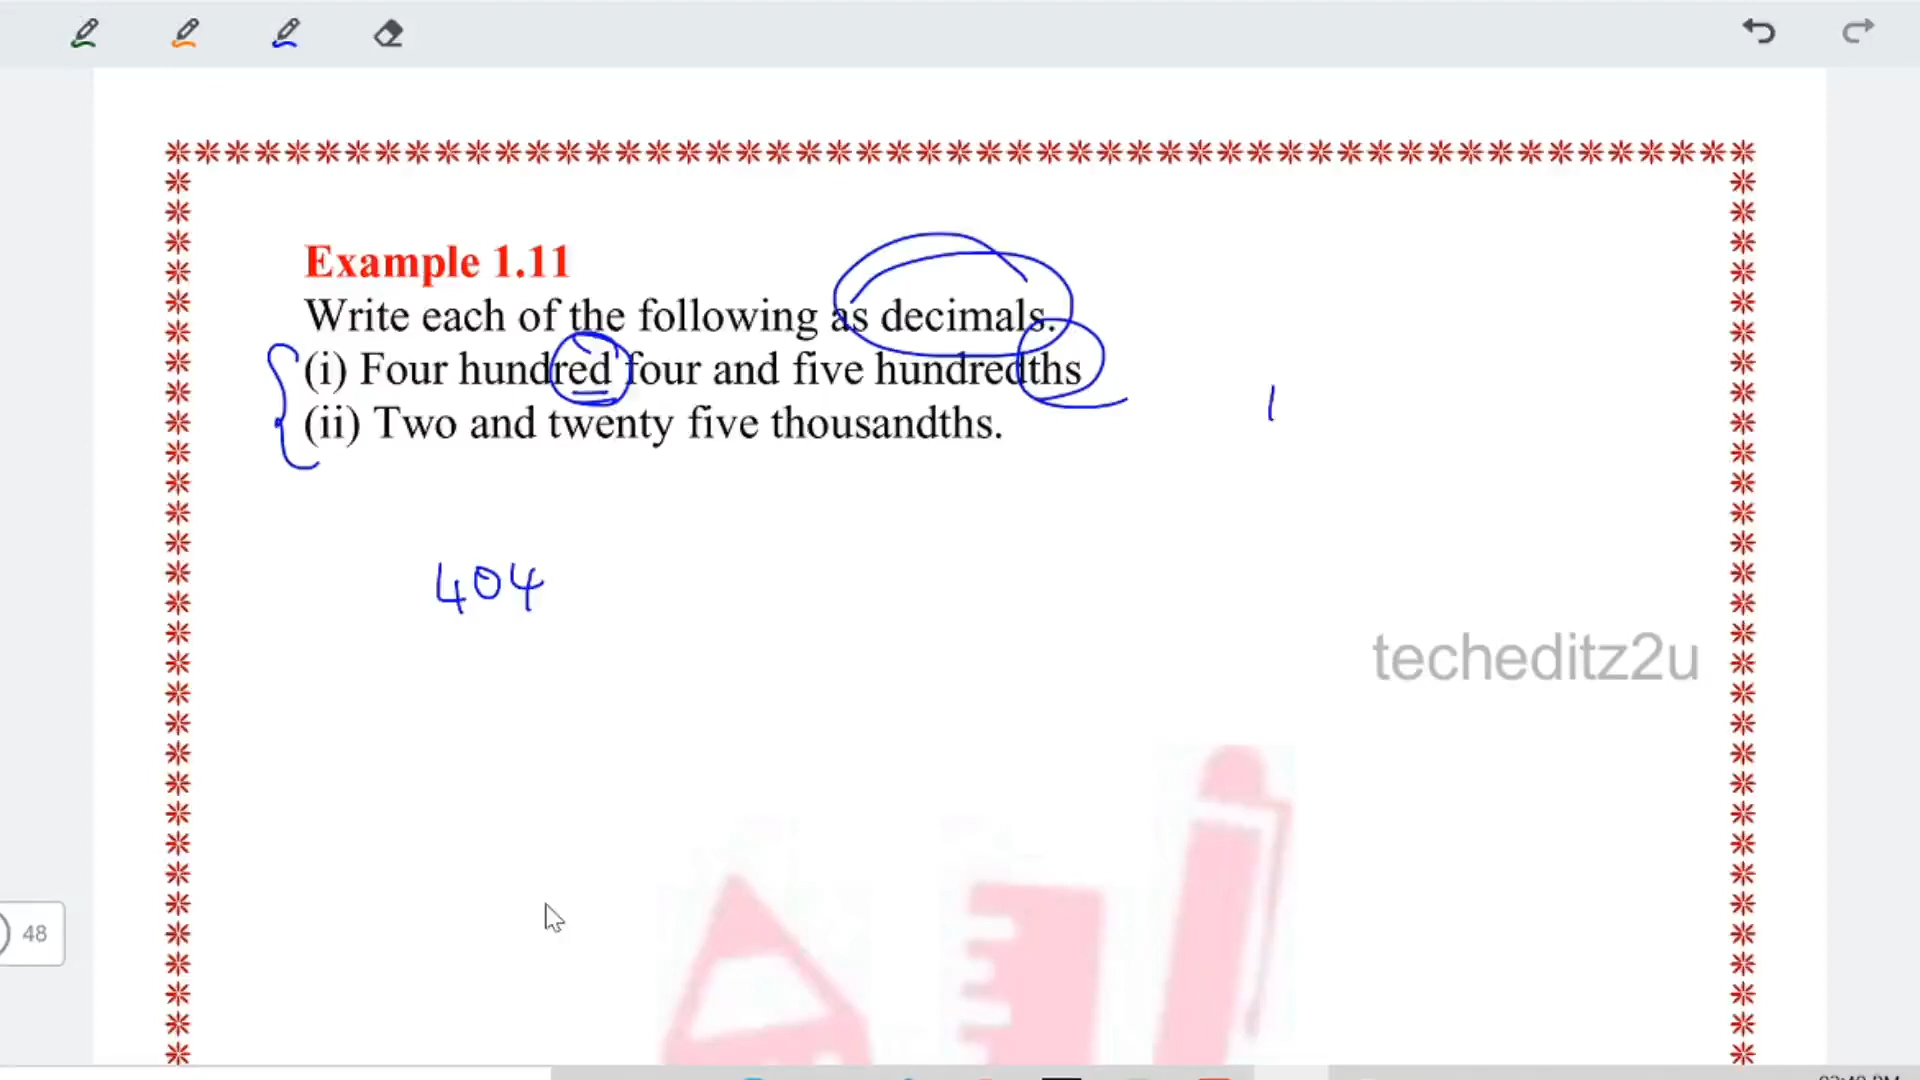 Example 1.11
Write each of the following as decimals.
(i) Four hundred four and five hundredths
(ii) Two and twenty five thousandths.
404
techeditz2u
48